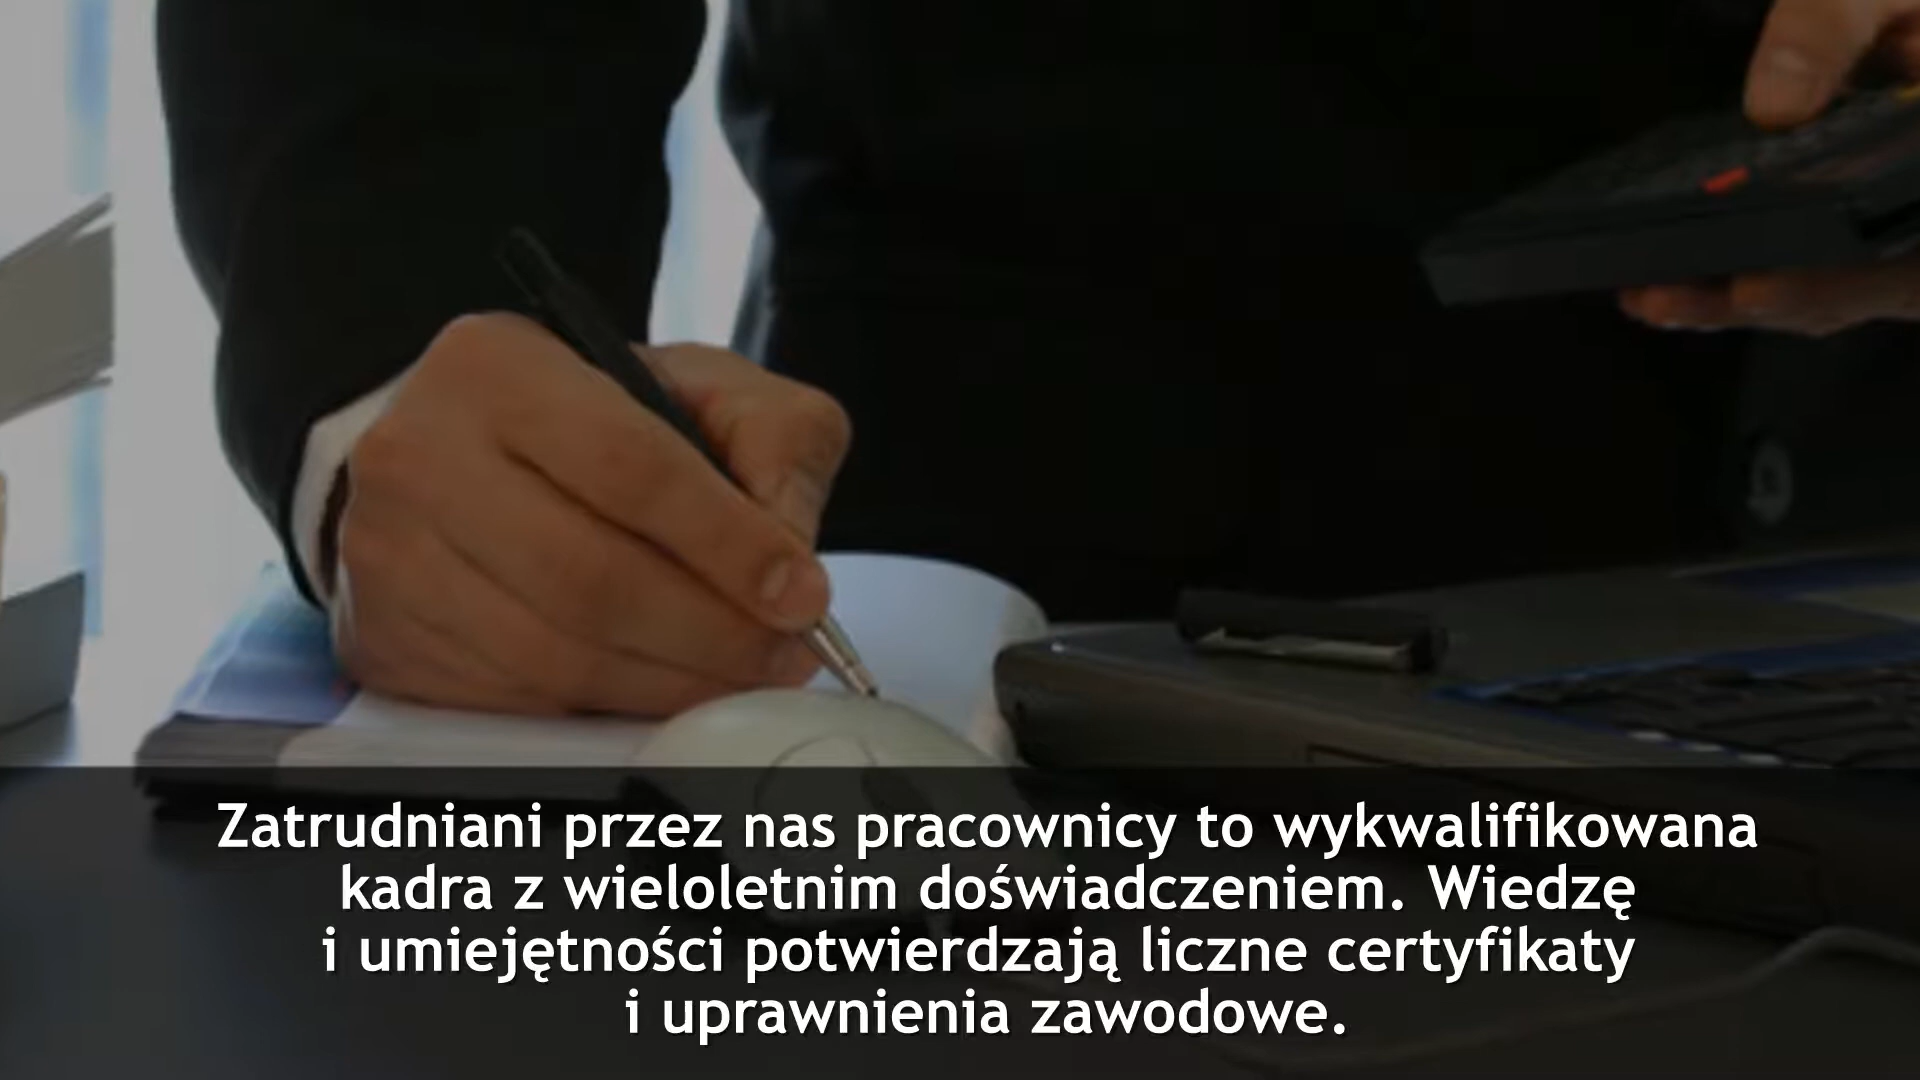 Zatrudniani przez nas pracownicy to wykwalifikowana
kadra z wieloletnim doświadczeniem. Wiedzę
i umiejętności potwierdzają liczne certyfikaty
i uprawnienia zawodowe.